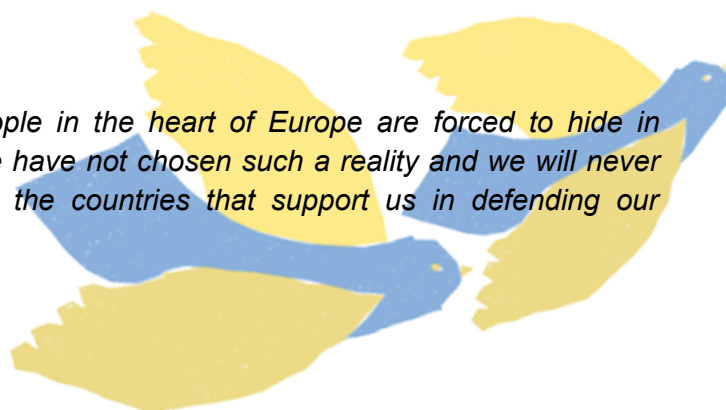 ople in the heart of Europe are forced to hide in
e have not chosen such a reality and we will never
the countries that support us in defending our